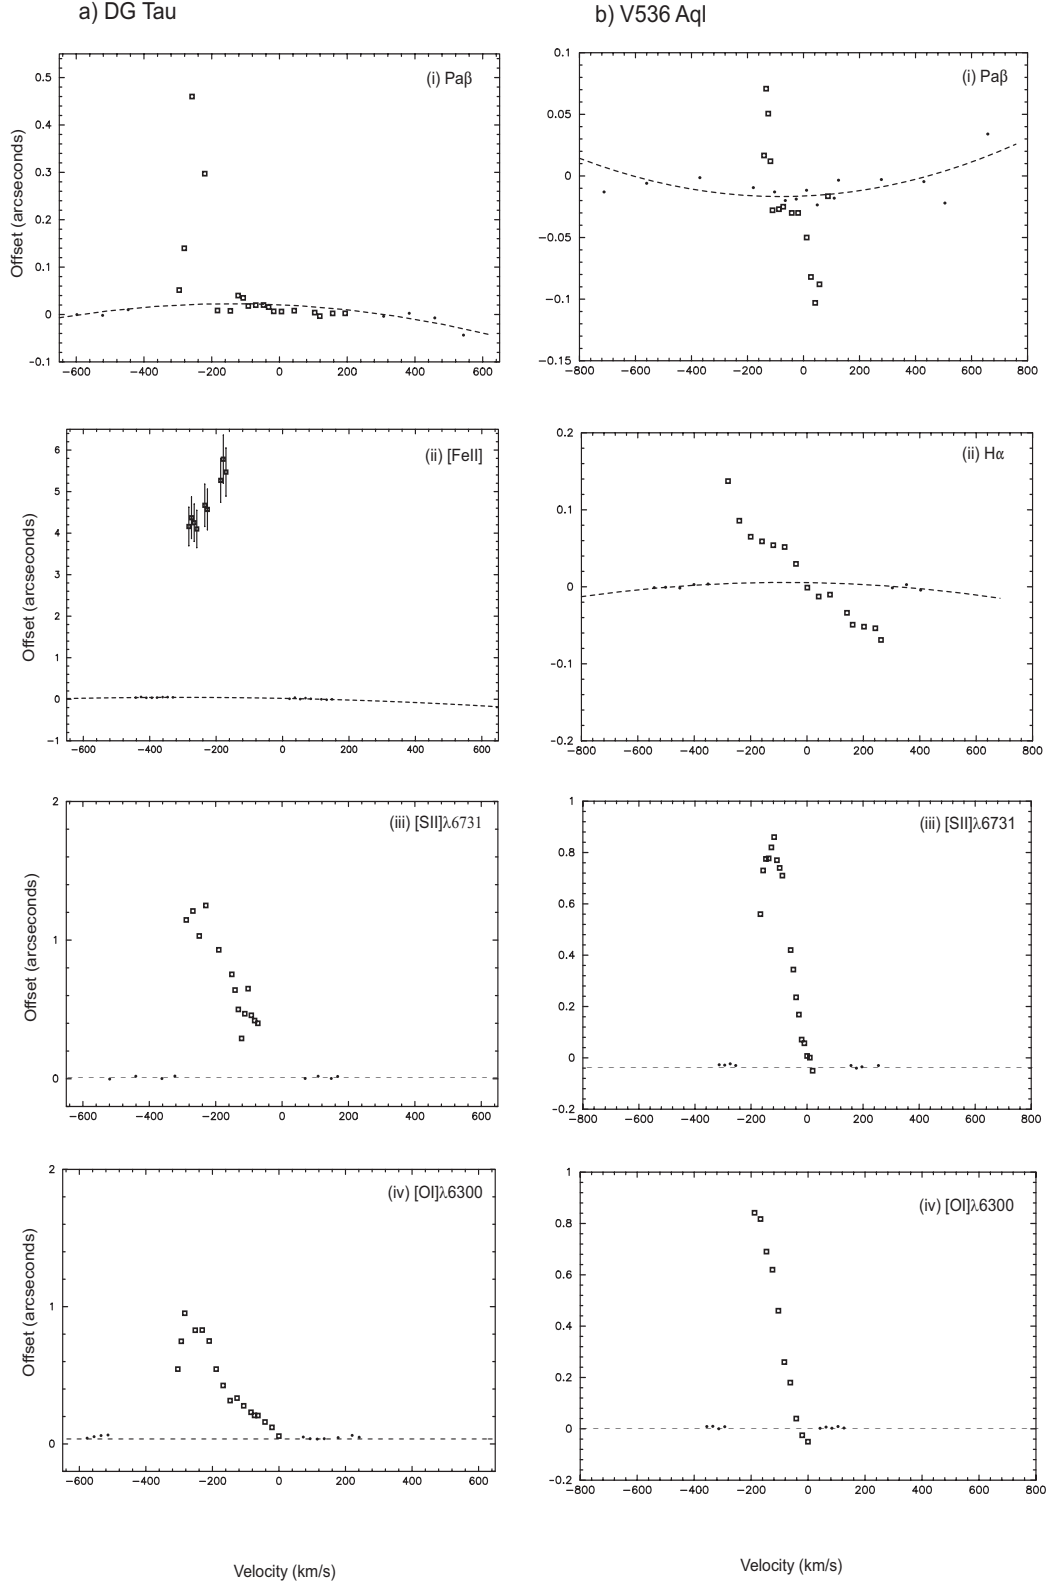 a) DG Tau
b) V536 Aql
(i) Paβ
0.5
0.4
0.3
0.2
0.1
0
−0.1
−600 −400 −200 0 200 400 600
Offset (arcseconds)
(i) Paβ
0.1
0.05
0
−0.05
−0.1
−0.15
−800 −600 −400 −200 0 200 400 600 800
(ii) [FeII]
6
5
4
3
2
1
0
−1
−600 −400 −200 0 200 400 600
Offset (arcseconds)
(ii) Hα
0.2
0.1
0
−0.1
−0.2
−800 −600 −400 −200 0 200 400 600 800
(iii) [SII]λ6731
2
1
0
−600 −400 −200 0 200 400 600
Offset (arcseconds)
(iii) [SII]λ6731
1
0.8
0.6
0.4
0.2
0
−0.2
−800 −600 −400 −200 0 200 400 600 800
(iv) [OI]λ6300
2
1
0
−600 −400 −200 0 200 400 600
Offset (arcseconds)
(iv) [OI]λ6300
1
0.8
0.6
0.4
0.2
0
−0.2
−800 −600 −400 −200 0 200 400 600 800
Velocity (km/s)
Velocity (km/s)